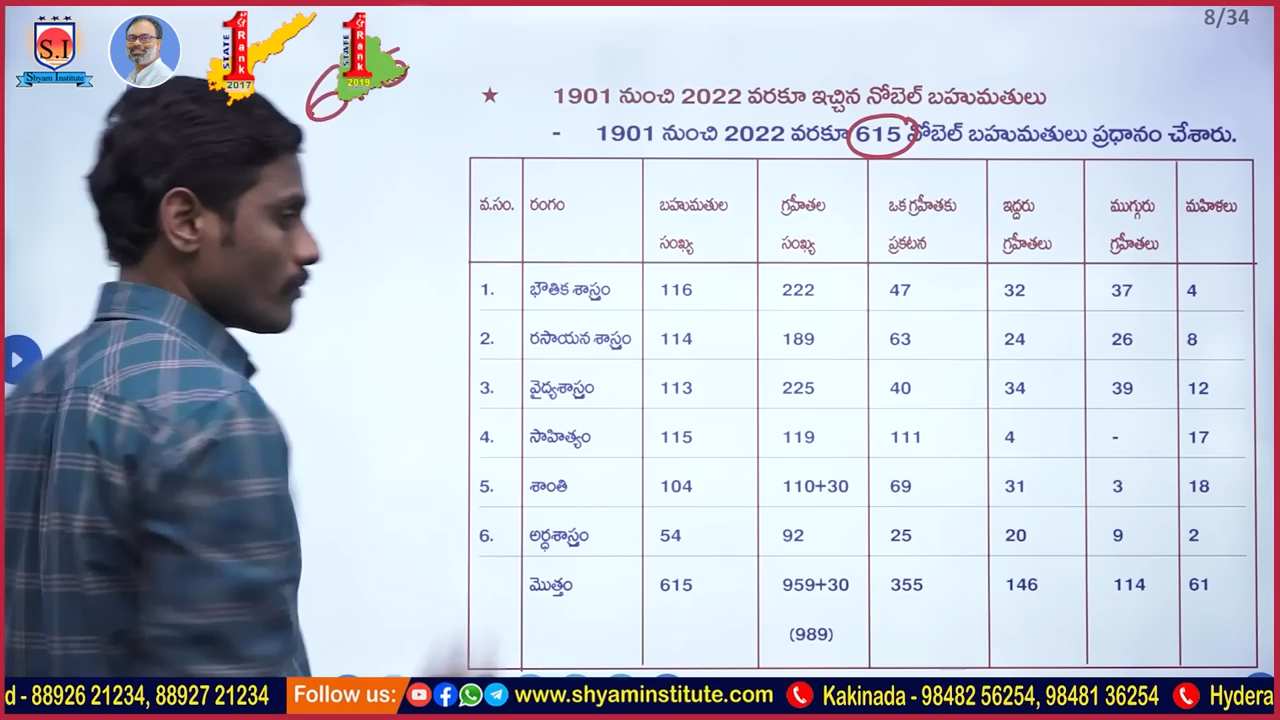 8/34
S.I
Shyam Institute
STATE 1 Rank 2017
STATE 1 Rank 2019
★ 1901 నుంచి 2022 వరకూ ఇచ్చిన నోబెల్ బహుమతులు
- 1901 నుంచి 2022 వరకూ 615 నోబెల్ బహుమతులు ప్రధానం చేశారు.
వ.సం. రంగం బహుమతుల గ్రహీతల ఒక గ్రహీతకు ఇద్దరు ముగ్గురు మహిళలు
సంఖ్య సంఖ్య ప్రకటన గ్రహీతలు గ్రహీతలు
1. భౌతిక శాస్త్రం 116 222 47 32 37 4
2. రసాయన శాస్త్రం 114 189 63 24 26 8
3. వైద్యశాస్త్రం 113 225 40 34 39 12
4. సాహిత్యం 115 119 111 4 - 17
5. శాంతి 104 110+30 69 31 3 18
6. అర్ధశాస్త్రం 54 92 25 20 9 2
మొత్తం 615 959+30 355 146 114 61
(989)
d - 88926 21234, 88927 21234 Follow us: www.shyaminstitute.com Kakinada - 98482 56254, 98481 36254 Hydera